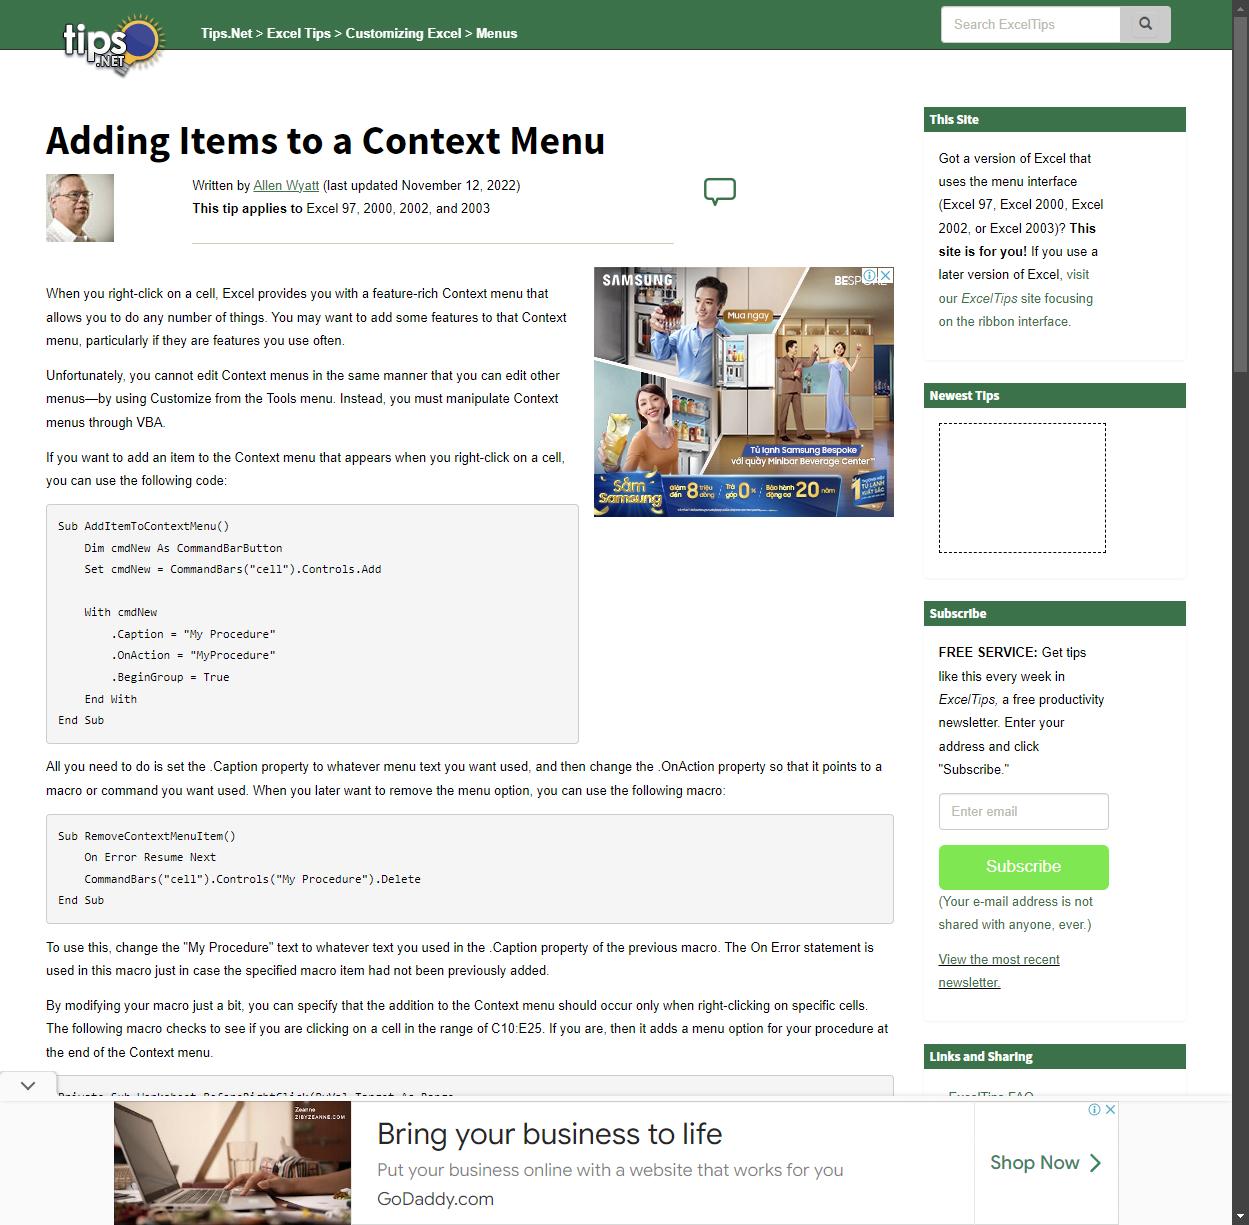 tips
.NET
Tips.Net > Excel Tips > Customizing Excel > Menus
Search ExcelTips
Adding Items to a Context Menu
Written by Allen Wyatt (last updated November 12, 2022)
This tip applies to Excel 97, 2000, 2002, and 2003
When you right-click on a cell, Excel provides you with a feature-rich Context menu that
allows you to do any number of things. You may want to add some features to that Context
menu, particularly if they are features you use often.
Unfortunately, you cannot edit Context menus in the same manner that you can edit other
menus—by using Customize from the Tools menu. Instead, you must manipulate Context
menus through VBA.
If you want to add an item to the Context menu that appears when you right-click on a cell,
you can use the following code:
SAMSUNG
BESPOKE
Mua ngay
Tủ lạnh Samsung Bespoke
với quầy Minibar Beverage Center™
Sắm
Samsung
Giảm đến 8 triệu đồng
Trả góp 0%
Bảo hành động cơ 20 năm
Sub AddItemToContextMenu()
    Dim cmdNew As CommandBarButton
    Set cmdNew = CommandBars("cell").Controls.Add
    With cmdNew
        .Caption = "My Procedure"
        .OnAction = "MyProcedure"
        .BeginGroup = True
    End With
End Sub
All you need to do is set the .Caption property to whatever menu text you want used, and then change the .OnAction property so that it points to a
macro or command you want used. When you later want to remove the menu option, you can use the following macro:
Sub RemoveContextMenuItem()
    On Error Resume Next
    CommandBars("cell").Controls("My Procedure").Delete
End Sub
To use this, change the "My Procedure" text to whatever text you used in the .Caption property of the previous macro. The On Error statement is
used in this macro just in case the specified macro item had not been previously added.
By modifying your macro just a bit, you can specify that the addition to the Context menu should occur only when right-clicking on specific cells.
The following macro checks to see if you are clicking on a cell in the range of C10:E25. If you are, then it adds a menu option for your procedure at
the end of the Context menu.
Private Sub Worksheet_BeforeRightClick(ByVal Target As Range,
This Site
Got a version of Excel that
uses the menu interface
(Excel 97, Excel 2000, Excel
2002, or Excel 2003)? This
site is for you! If you use a
later version of Excel, visit
our ExcelTips site focusing
on the ribbon interface.
Newest Tips
Subscribe
FREE SERVICE: Get tips
like this every week in
ExcelTips, a free productivity
newsletter. Enter your
address and click
"Subscribe."
Enter email
Subscribe
(Your e-mail address is not
shared with anyone, ever.)
View the most recent
newsletter.
Links and Sharing
ExcelTips FAQ
Zeanne
ZIBYZEANNE.COM
Bring your business to life
Put your business online with a website that works for you
GoDaddy.com
Shop Now